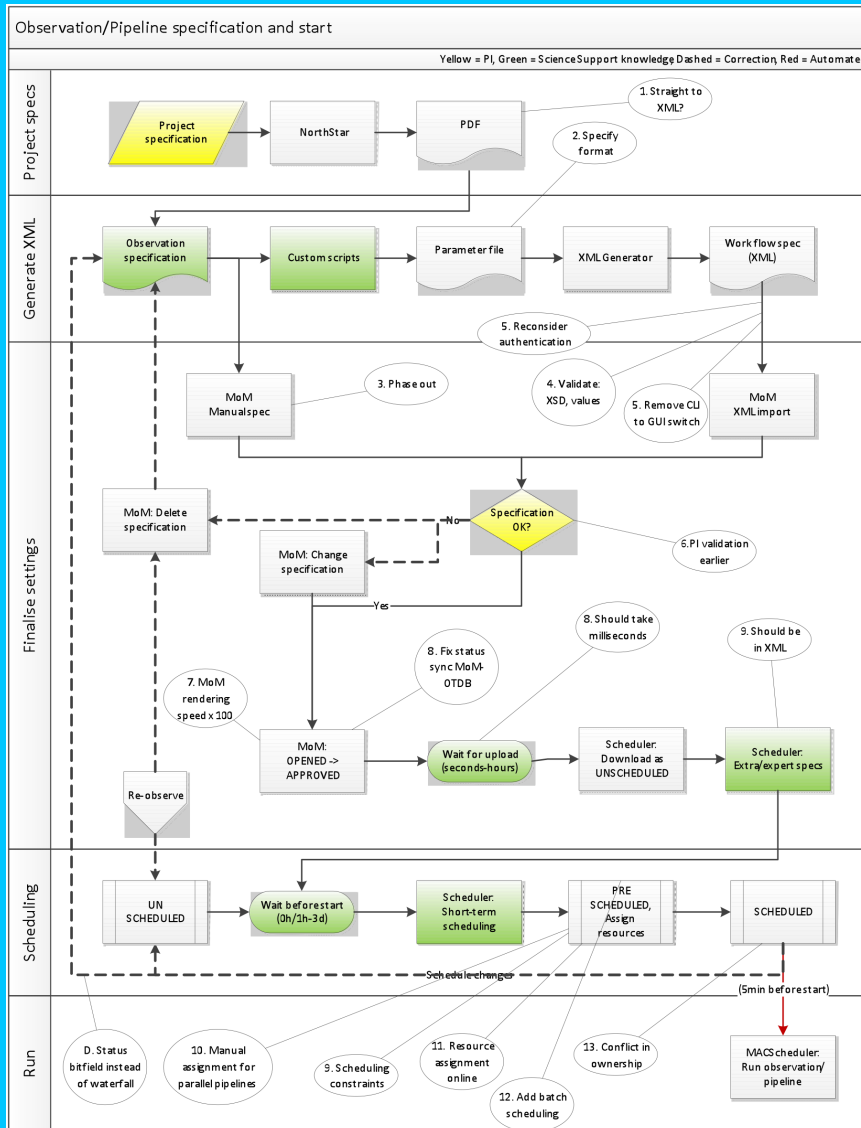 Observation/Pipeline specification and start
Yellow = PI, Green = ScienceSupport knowledge, Dashed = Correction, Red = Automate
Project specs
Project
specification
NorthStar
PDF
1. Straight to
XML?
2. Specify
format
Generate XML
Observation
specification
Custom scripts
Parameter file
XMLGenerator
Work flow spec
(XML)
5. Reconsider
authentication
4. Validate:
XSD, values
5. Remove CLI
to GUI switch
Finalise settings
MoM
Manual spec
3. Phase out
MoM
XML import
MoM: Delete
specification
No
Specification
OK?
MoM: Change
specification
6.PI validation
earlier
Yes
7. MoM
rendering
speed x 100
8. Fix status
sync MoM-
OTDB
8. Should take
milliseconds
9. Should be
in XML
MoM:
OPENED ->
APPROVED
Wait for upload
(seconds-hours)
Scheduler:
Download as
UNSCHEDULED
Scheduler:
Extra/expert specs
Re-observe
Scheduling
UN
SCHEDULED
Wait before start
(0h/1h-3d)
Scheduler:
Short-term
scheduling
PRE
SCHEDULED,
Assign
resources
SCHEDULED
Schedule changes
(5min before start)
Run
D. Status
bitfield instead
of waterfall
10. Manual
assignment for
parallel pipelines
9. Scheduling
constraints
11. Resource
assignment
online
12. Add batch
scheduling
13. Conflict in
ownership
MACScheduler:
Run observation/
pipeline